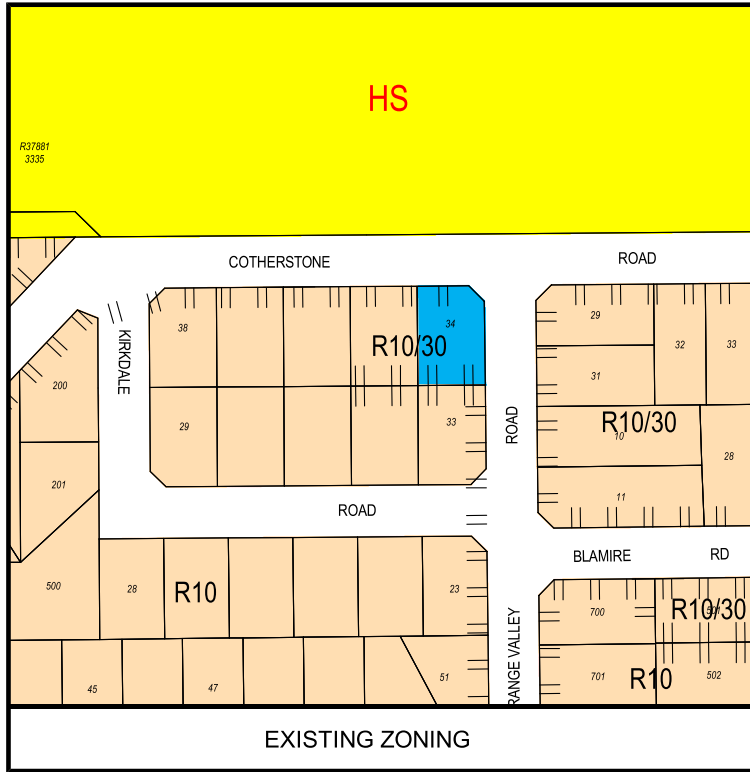 HS
R37881
3335
COTHERSTONE
ROAD
38
34
R10/30
29
32
33
KIRKDALE
31
200
29
33
ROAD
R10/30
10
28
201
11
ROAD
BLAMIRE
RD
500
28
R10
23
700
R10/30
501
RANGE VALLEY
45
47
51
701
R10
502
EXISTING ZONING